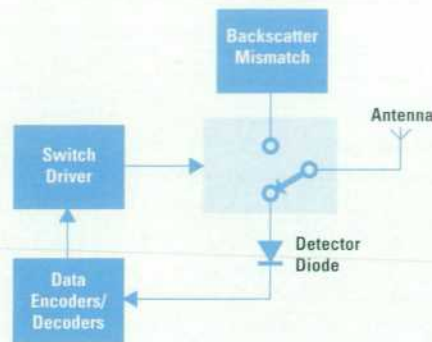 Backscatter
Mismatch
Antenna
Switch
Driver
Detector
Diode
Data
Encoders/
Decoders